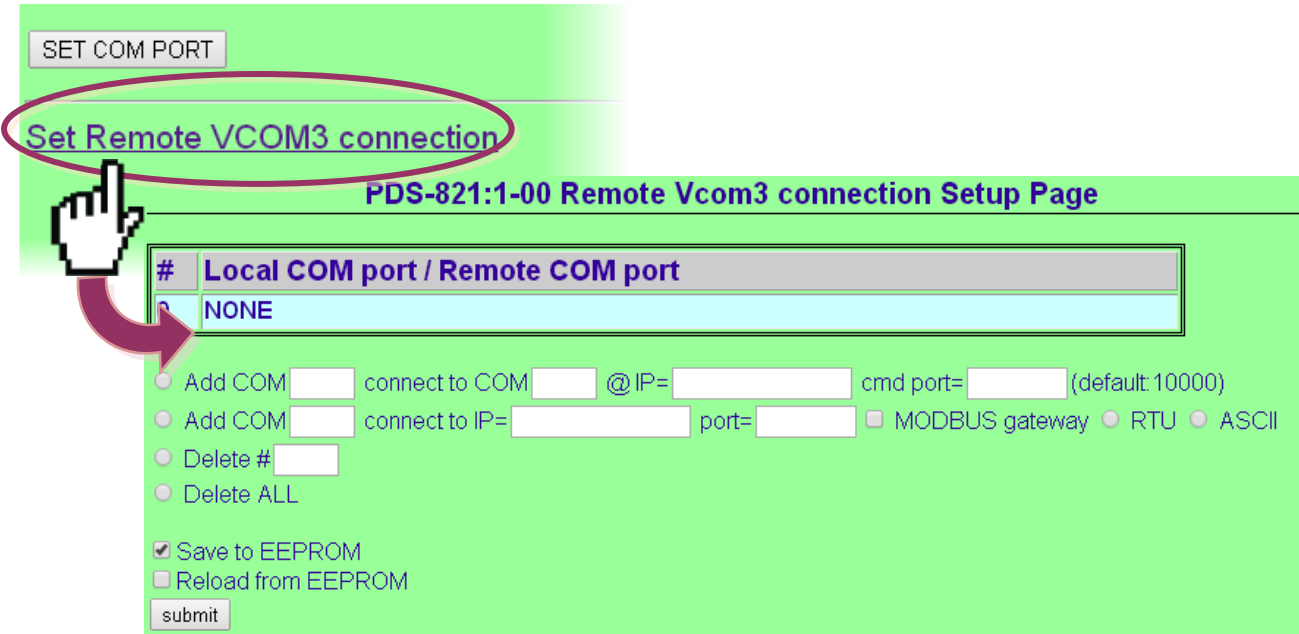 SET COM PORT
Set Remote VCOM3 connection
PDS-821:1-00 Remote Vcom3 connection Setup Page
# Local COM port / Remote COM port
NONE
Add COM connect to COM @ IP= cmd port= (default:10000)
Add COM connect to IP= port= MODBUS gateway RTU ASCII
Delete #
Delete ALL
Save to EEPROM
Reload from EEPROM
submit